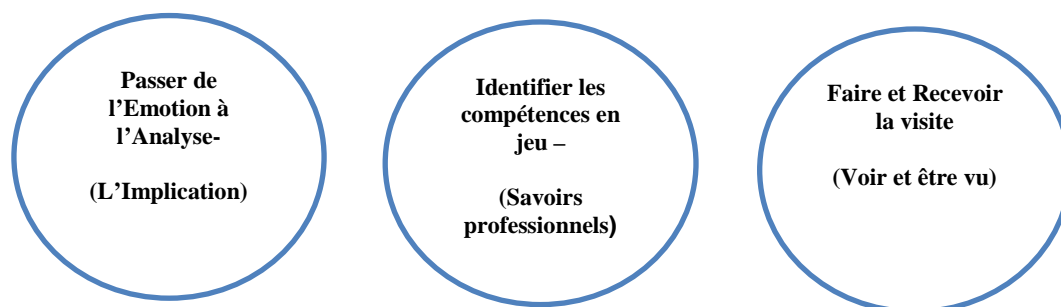 Passer de
l’Emotion à
l’Analyse-
(L’Implication)
Identifier les
compétences en
jeu –
(Savoirs
professionnels)
Faire et Recevoir
la visite
(Voir et être vu)